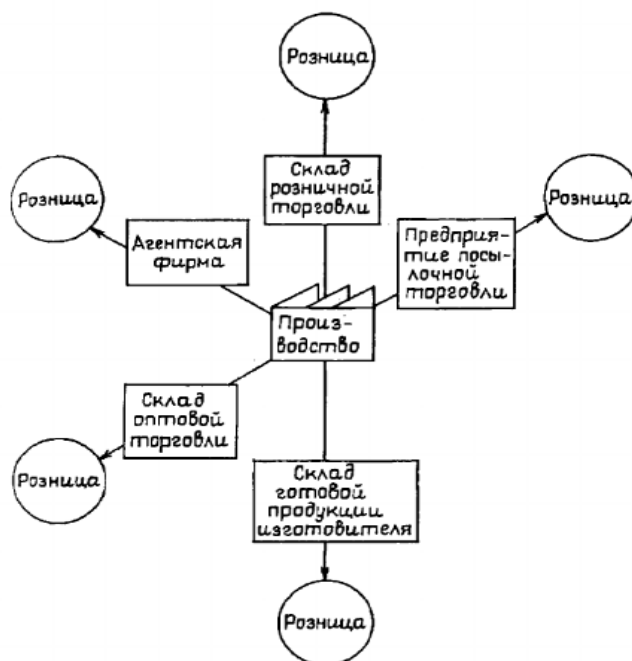 Розница
Склад
розничной
торговли
Розница
Розница
Агентская
фирма
Предприя-
тие посы-
лочной
торговли
Произ-
водство
Склад
оптовой
торговли
Розница
Склад
готовой
продукции
изготовителя
Розница